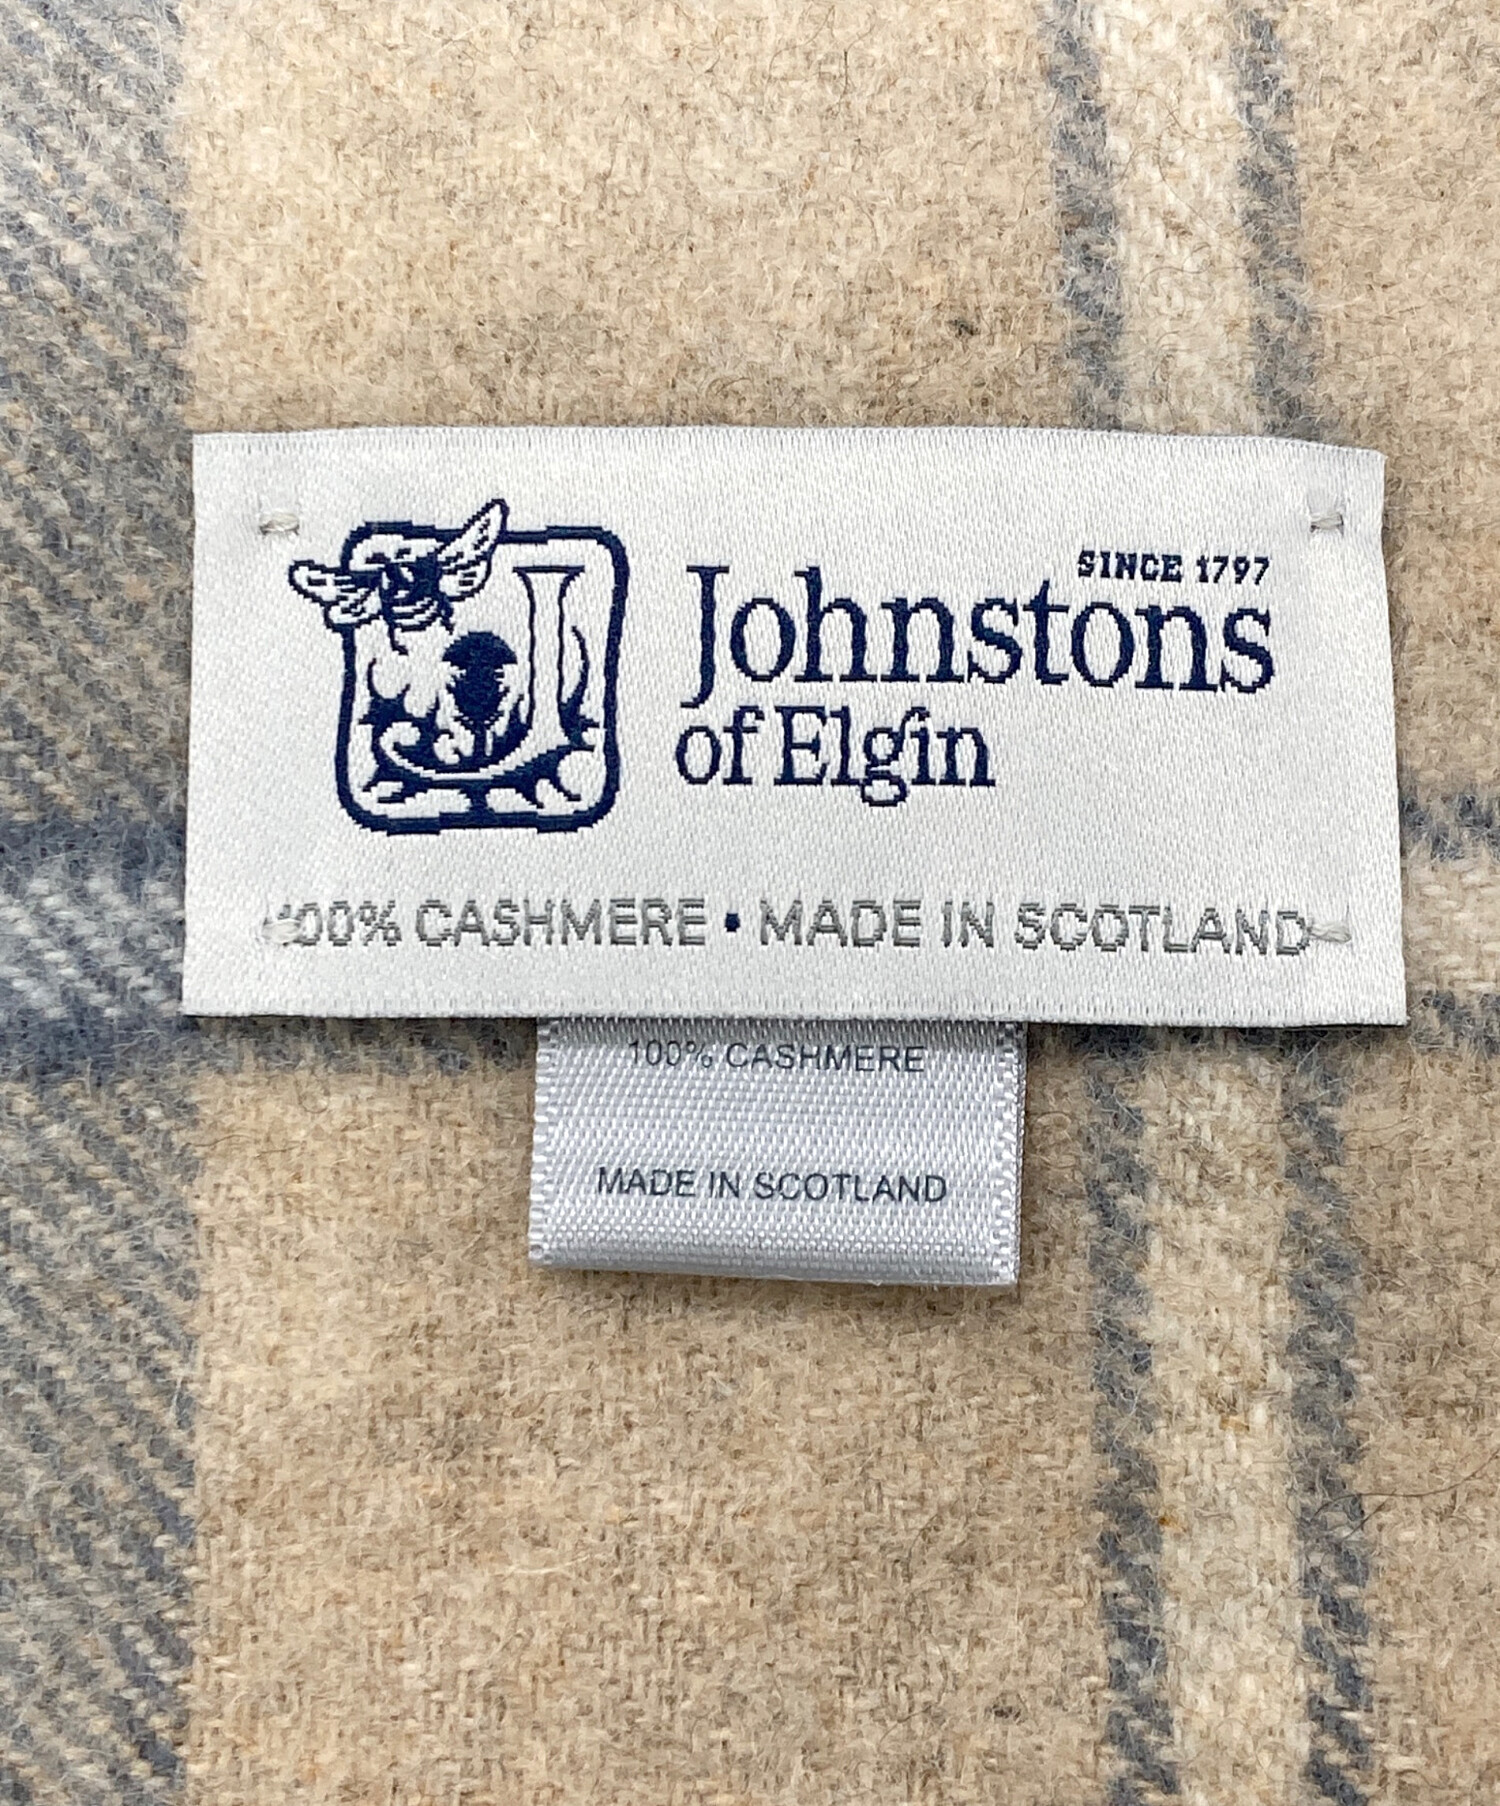 SINCE 1797
Johnstons
of Elgin
100% CASHMERE • MADE IN SCOTLAND
100% CASHMERE
MADE IN SCOTLAND